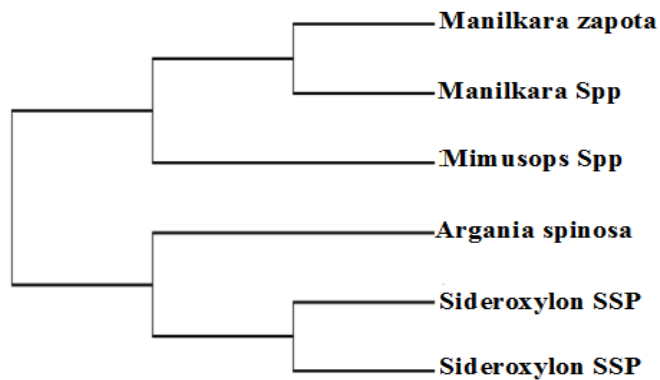 Manilkara zapota
Manilkara Spp
Mimusops Spp
Argania spinosa
Sideroxylon SSP
Sideroxylon SSP